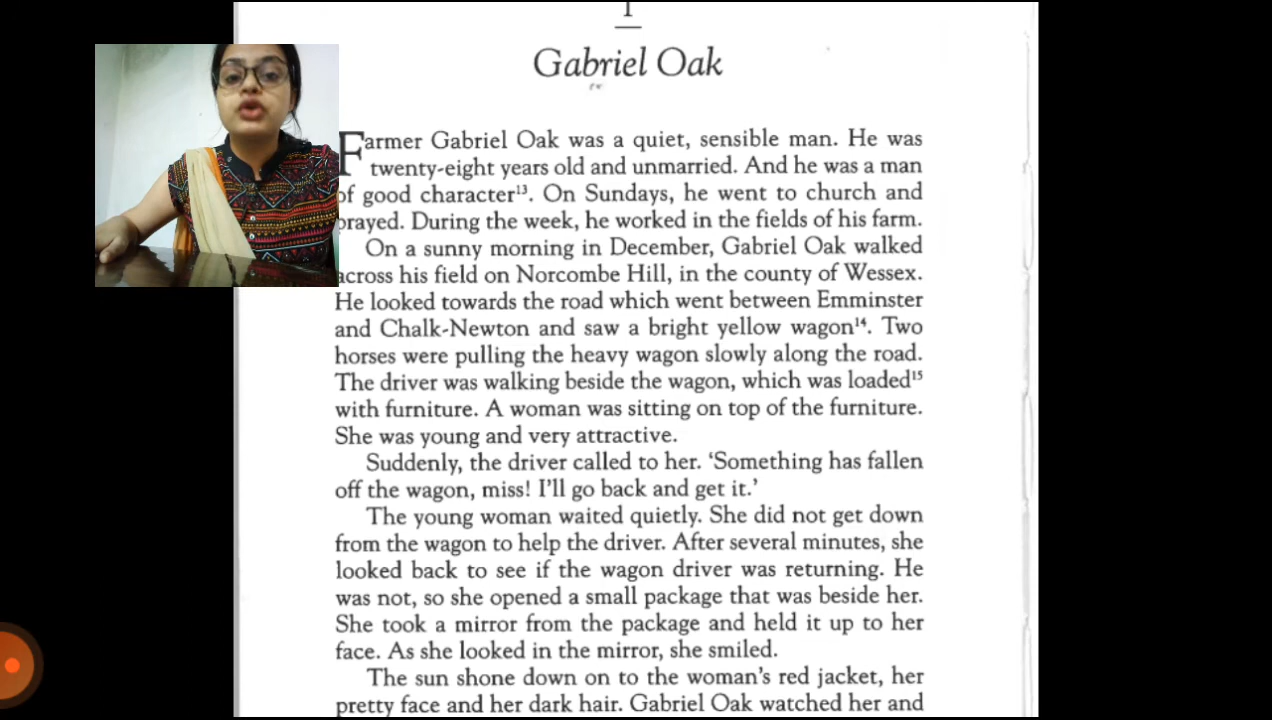 1
Gabriel Oak
Farmer Gabriel Oak was a quiet, sensible man. He was
twenty-eight years old and unmarried. And he was a man
of good character¹³. On Sundays, he went to church and
prayed. During the week, he worked in the fields of his farm.
On a sunny morning in December, Gabriel Oak walked
across his field on Norcombe Hill, in the county of Wessex.
He looked towards the road which went between Emminster
and Chalk-Newton and saw a bright yellow wagon¹⁴. Two
horses were pulling the heavy wagon slowly along the road.
The driver was walking beside the wagon, which was loaded¹⁵
with furniture. A woman was sitting on top of the furniture.
She was young and very attractive.
Suddenly, the driver called to her. ‘Something has fallen
off the wagon, miss! I’ll go back and get it.’
The young woman waited quietly. She did not get down
from the wagon to help the driver. After several minutes, she
looked back to see if the wagon driver was returning. He
was not, so she opened a small package that was beside her.
She took a mirror from the package and held it up to her
face. As she looked in the mirror, she smiled.
The sun shone down on to the woman’s red jacket, her
pretty face and her dark hair. Gabriel Oak watched her and